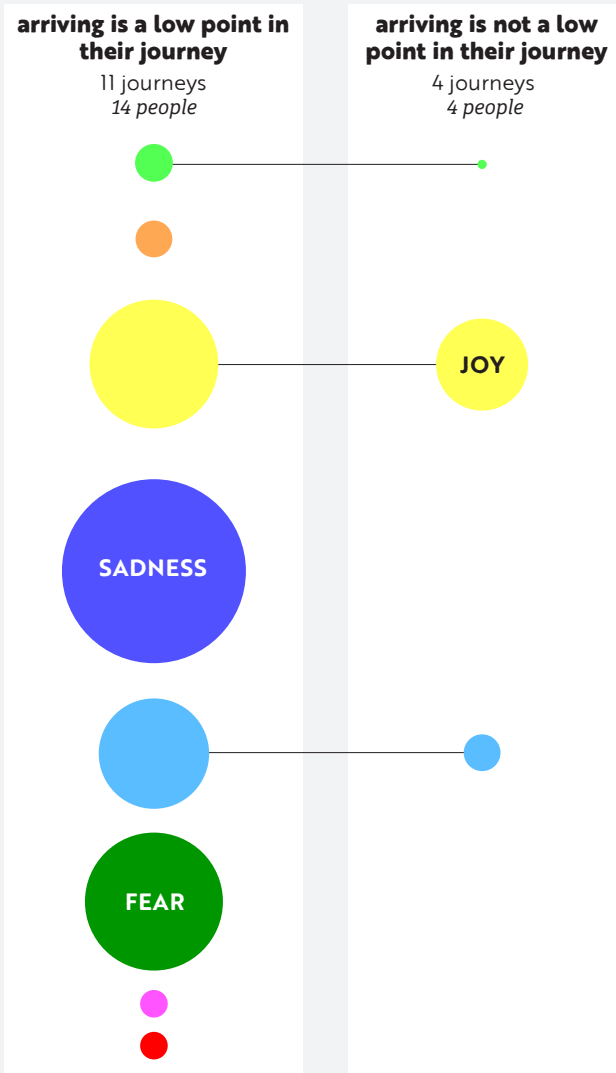 arriving is a low point in
their journey
11 journeys
14 people
arriving is not a low
point in their journey
4 journeys
4 people
JOY
SADNESS
FEAR